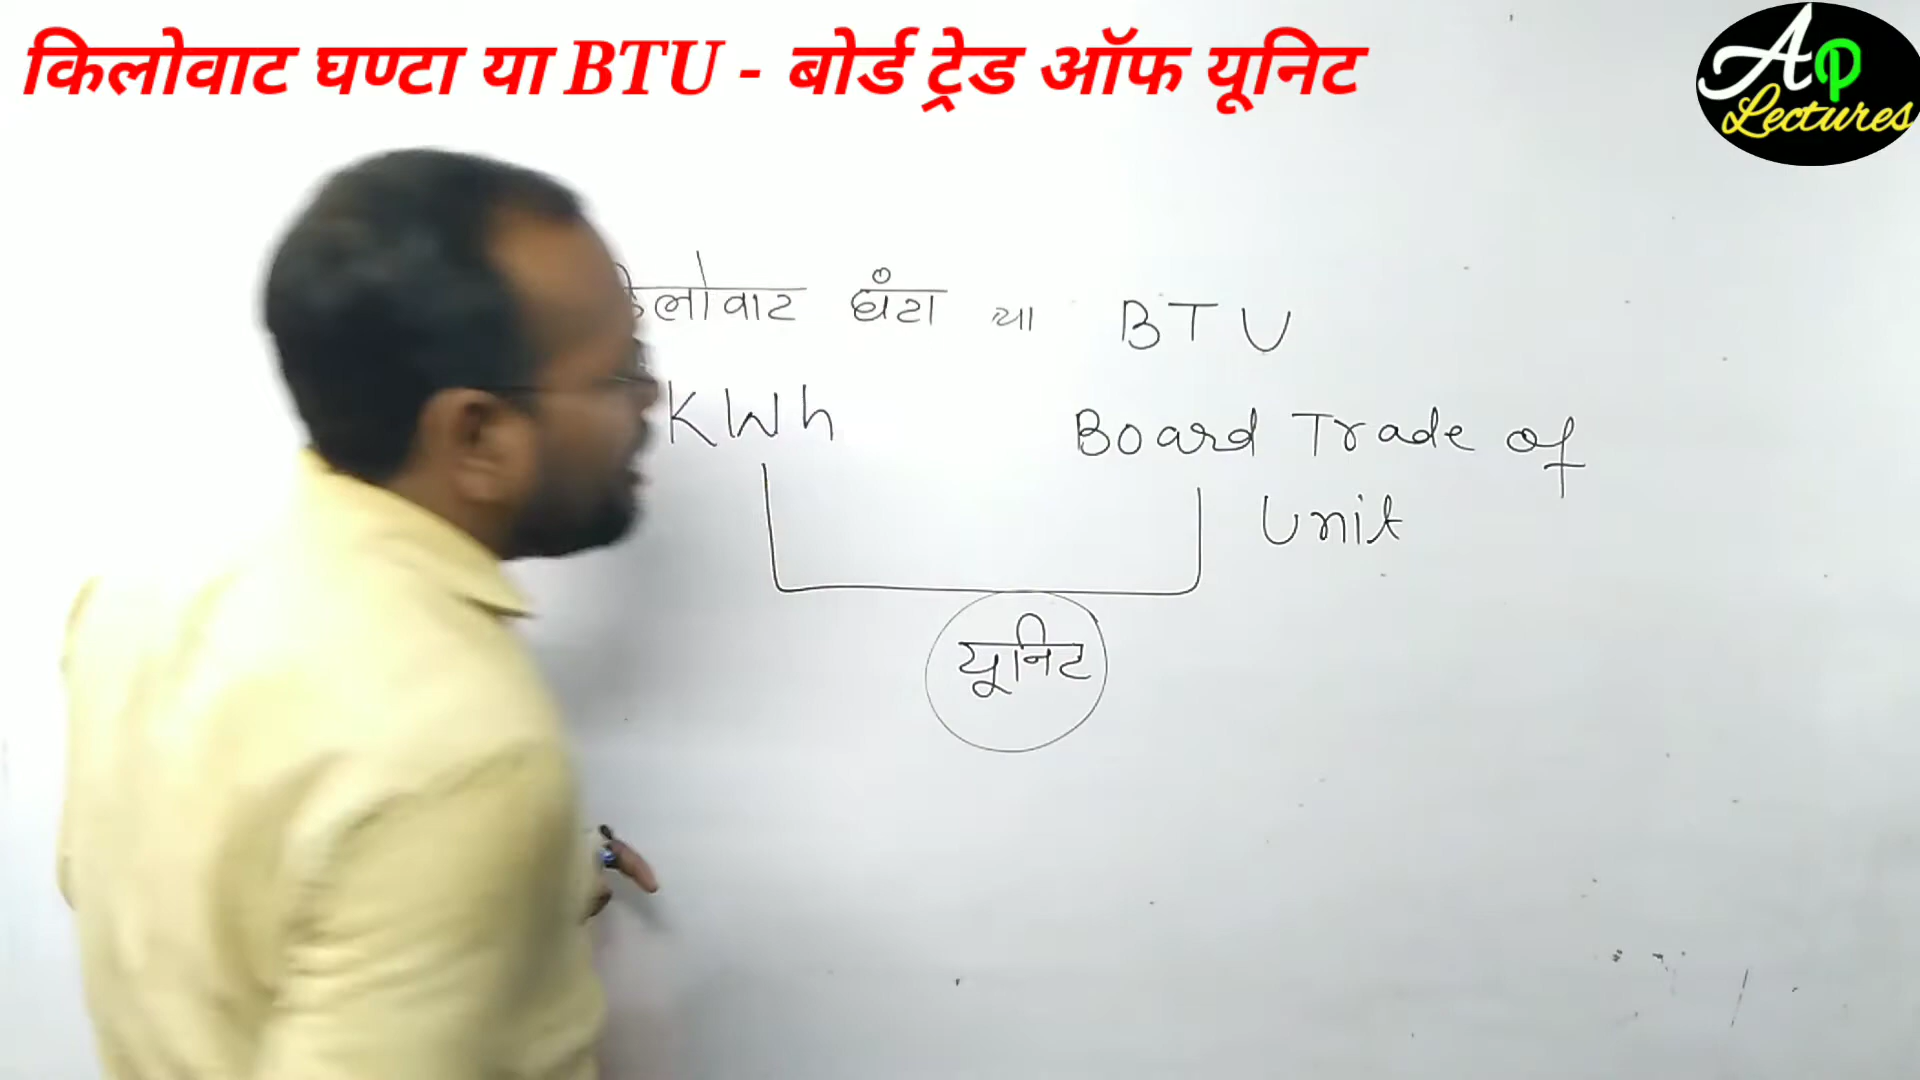 किलोवाट घण्टा या BTU - बोर्ड ट्रेड ऑफ यूनिट
Ap
Lectures
किलोवाट घंटा या BTU
KWh Board Trade of
Unit
यूनिट